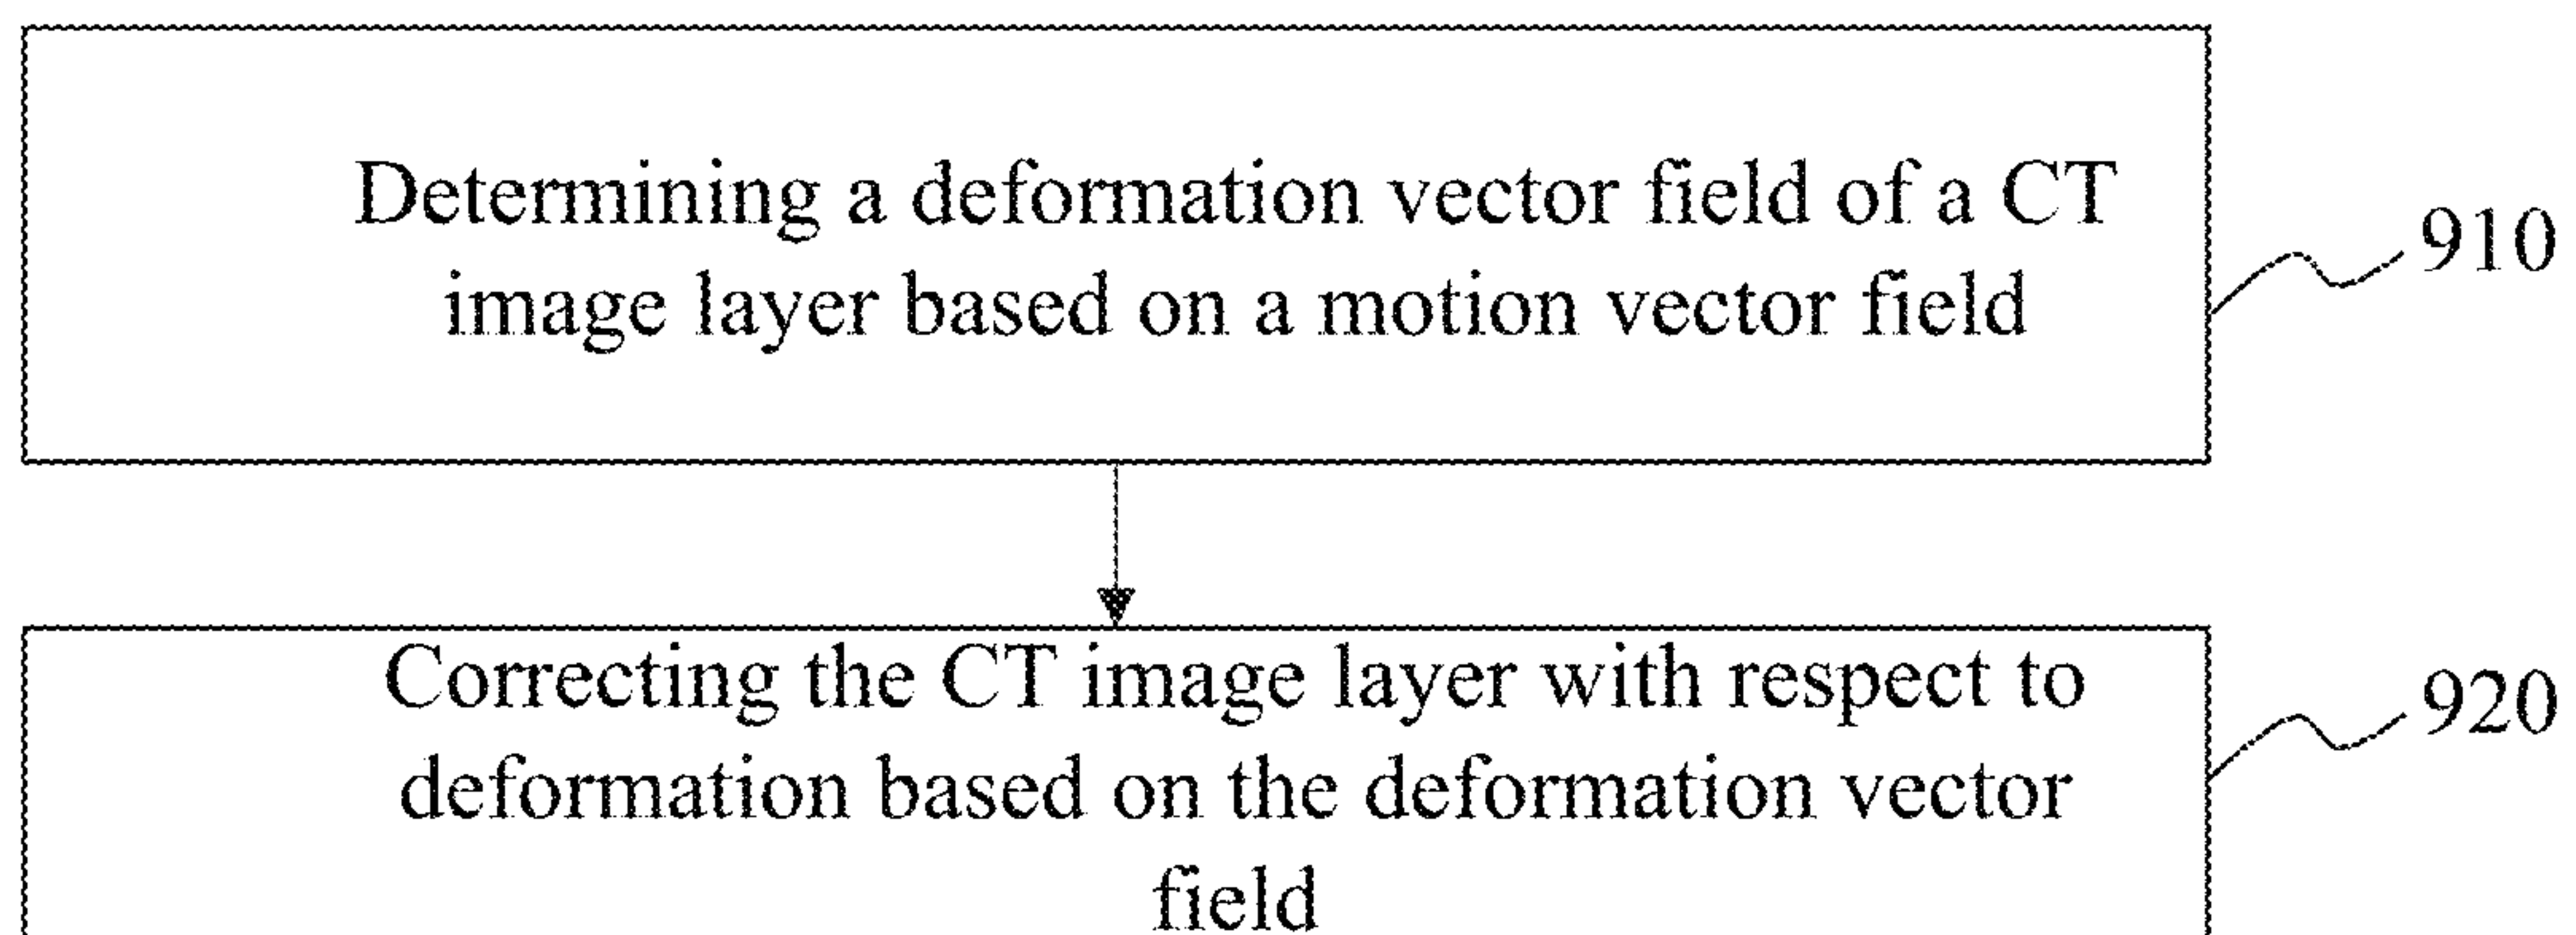 Determining a deformation vector field of a CT
image layer based on a motion vector field
910
Correcting the CT image layer with respect to
deformation based on the deformation vector
field
920